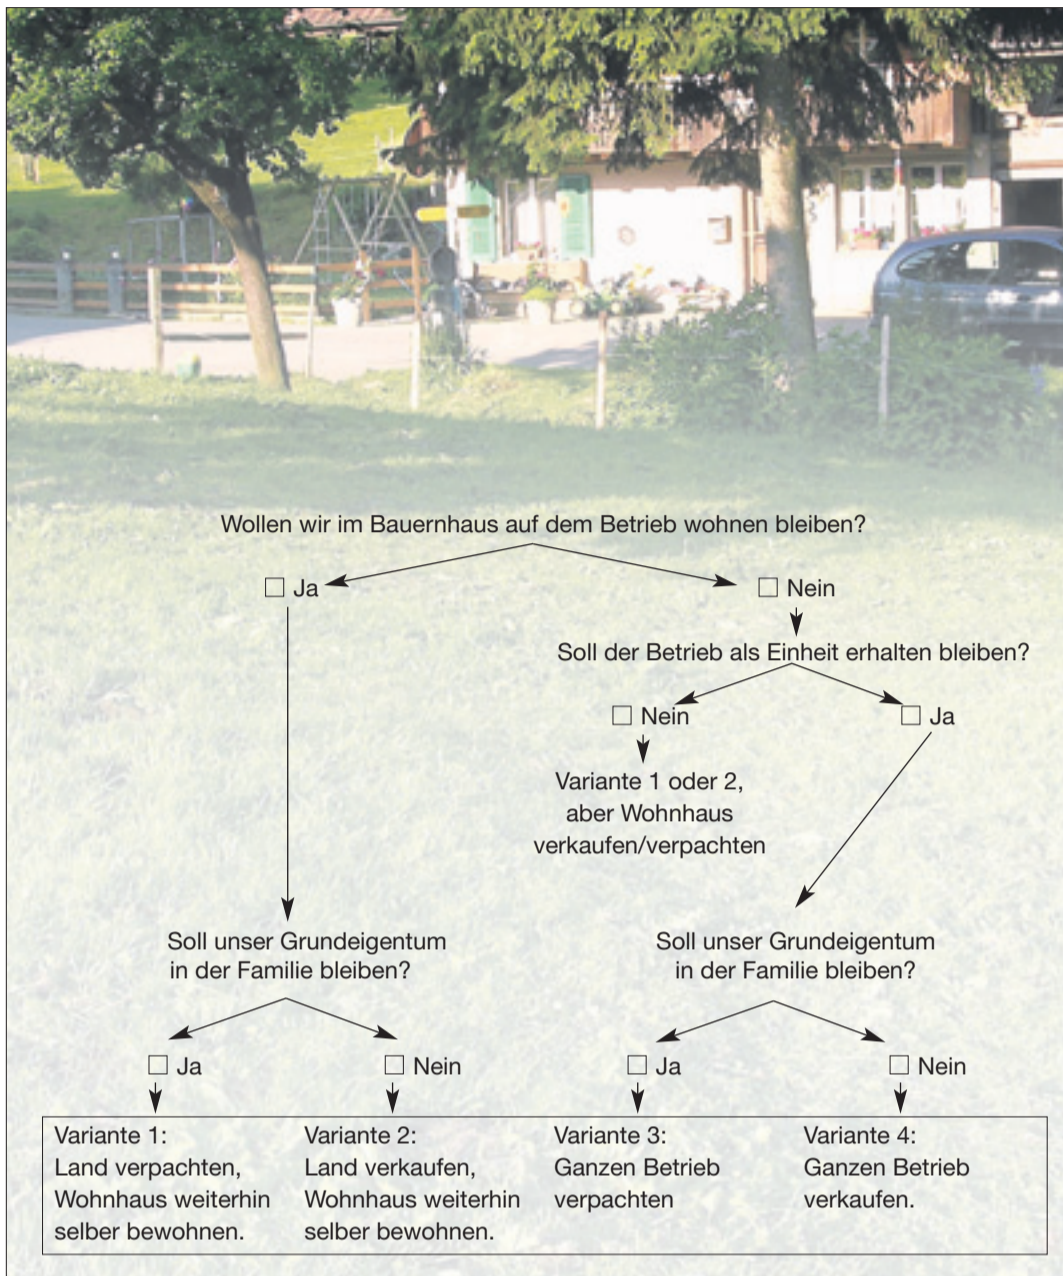 Wollen wir im Bauernhaus auf dem Betrieb wohnen bleiben?
☐ Ja
☐ Nein
Soll der Betrieb als Einheit erhalten bleiben?
☐ Nein
☐ Ja
Variante 1 oder 2,
aber Wohnhaus
verkaufen/verpachten
Soll unser Grundeigentum
in der Familie bleiben?
Soll unser Grundeigentum
in der Familie bleiben?
☐ Ja
☐ Nein
☐ Ja
☐ Nein
Variante 1:
Land verpachten,
Wohnhaus weiterhin
selber bewohnen.
Variante 2:
Land verkaufen,
Wohnhaus weiterhin
selber bewohnen.
Variante 3:
Ganzen Betrieb
verpachten
Variante 4:
Ganzen Betrieb
verkaufen.